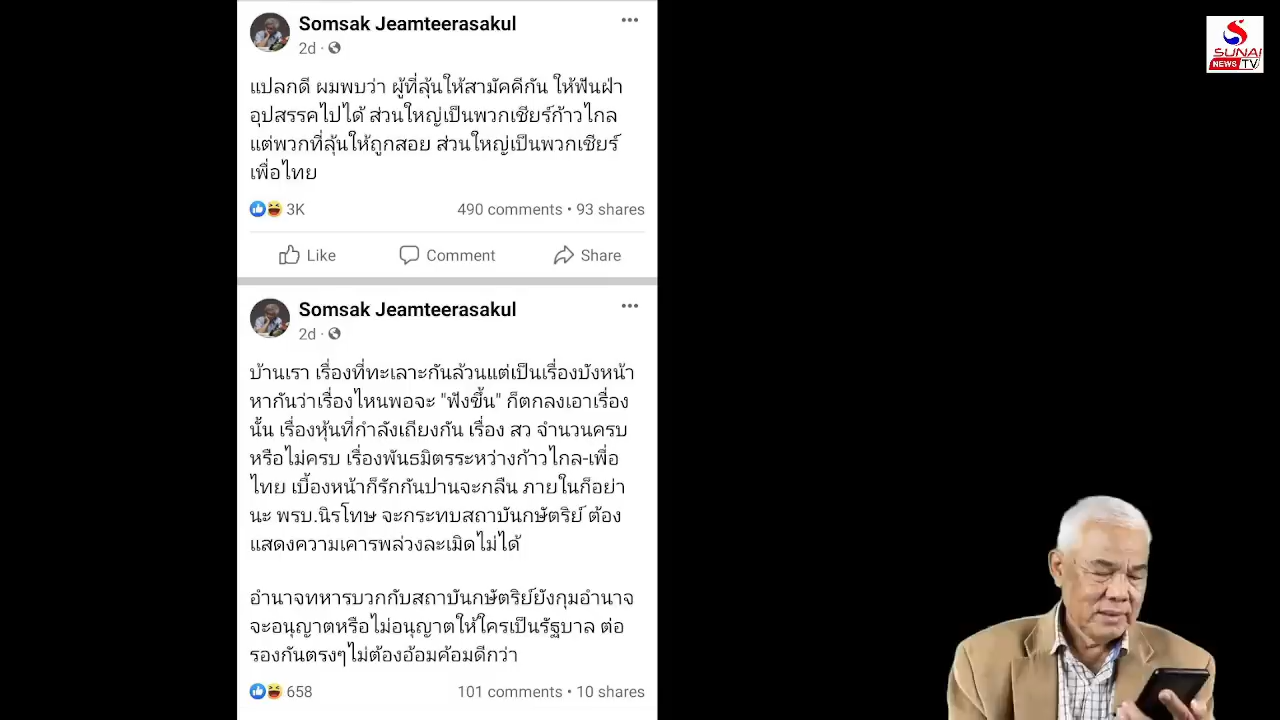 Somsak Jeamteerasakul
2d
แปลกดี ผมพบว่า ผู้ที่ลุ้นให้สามัคคีกัน ให้ฟันฝ่า
อุปสรรคไปได้ ส่วนใหญ่เป็นพวกเชียร์ก้าวไกล
แต่พวกที่ลุ้นให้ถูกสอย ส่วนใหญ่เป็นพวกเชียร์
เพื่อไทย
3K 490 comments • 93 shares
Like Comment Share
Somsak Jeamteerasakul
2d
บ้านเรา เรื่องที่ทะเลาะกันล้วนแต่เป็นเรื่องบังหน้า
หากันว่าเรื่องไหนพอจะ "ฟังขึ้น" ก็ตกลงเอาเรื่อง
นั้น เรื่องหุ้นที่กำลังเถียงกัน เรื่อง สว จำนวนครบ
หรือไม่ครบ เรื่องพันธมิตรระหว่างก้าวไกล-เพื่อ
ไทย เบื้องหน้าก็รักกันปานจะกลืน ภายในก็อย่า
นะ พรบ.นิรโทษ จะกระทบสถาบันกษัตริย์ ต้อง
แสดงความเคารพล่วงละเมิดไม่ได้
อำนาจทหารบวกกับสถาบันกษัตริย์ยังกุมอำนาจ
จะอนุญาตหรือไม่อนุญาตให้ใครเป็นรัฐบาล ต่อ
รองกันตรงๆไม่ต้องอ้อมค้อมดีกว่า
658 101 comments • 10 shares
SUNAI
NEWS TV